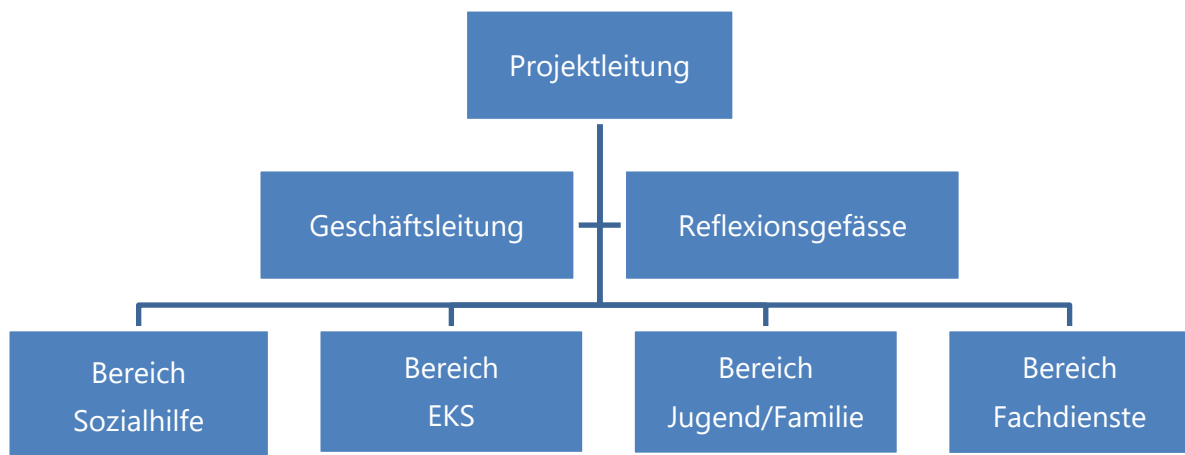 Projektleitung
Geschäftsleitung
Reflexionsgefässe
Bereich
Sozialhilfe
Bereich
EKS
Bereich
Jugend/Familie
Bereich
Fachdienste